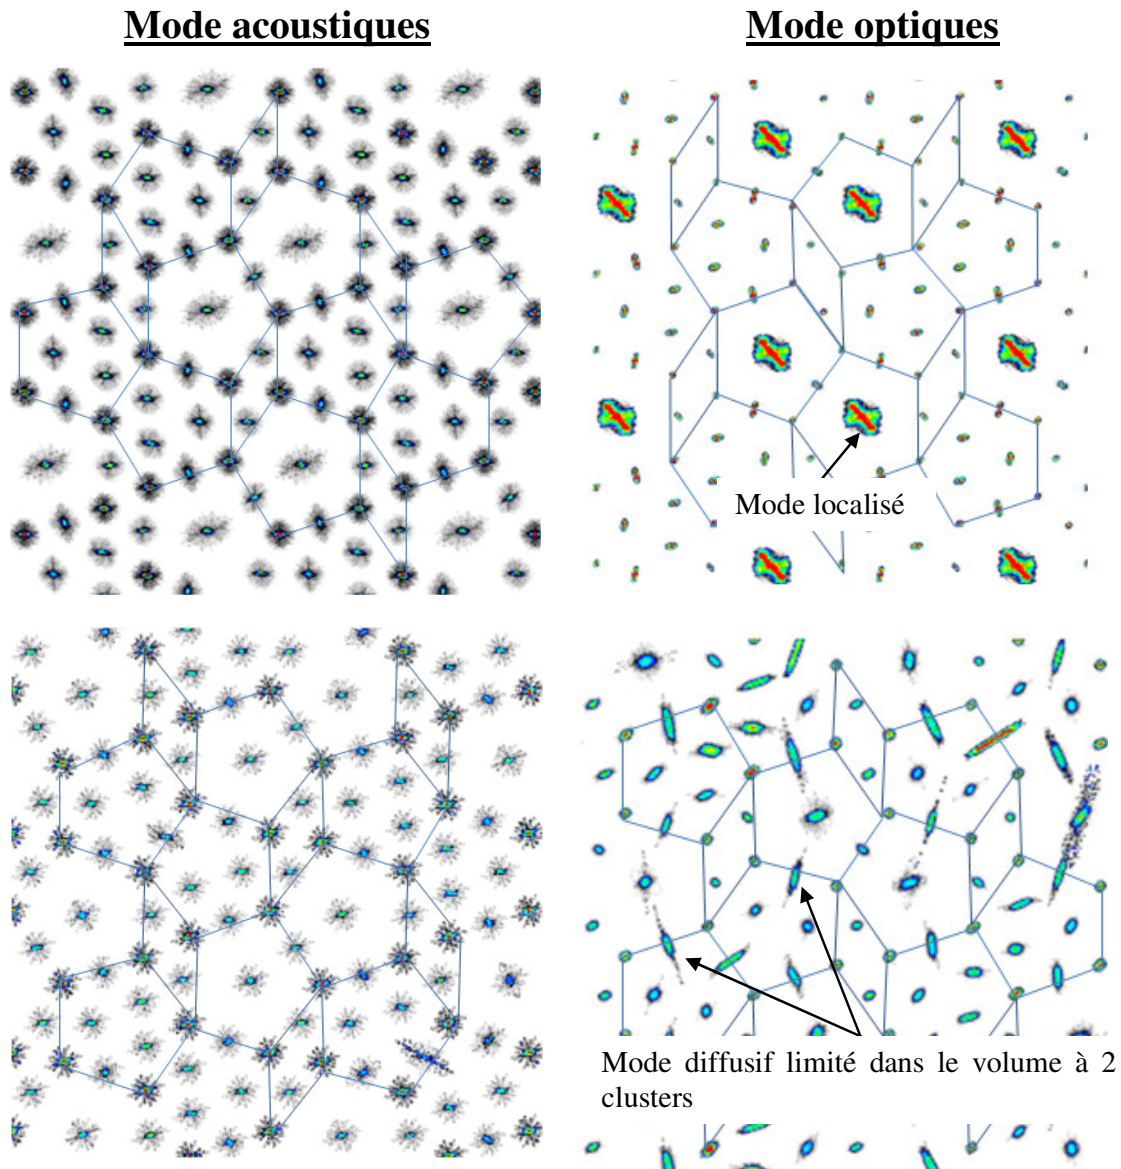 Mode acoustiques
Mode optiques
Mode localisé
Mode diffusif limité dans le volume à 2
clusters